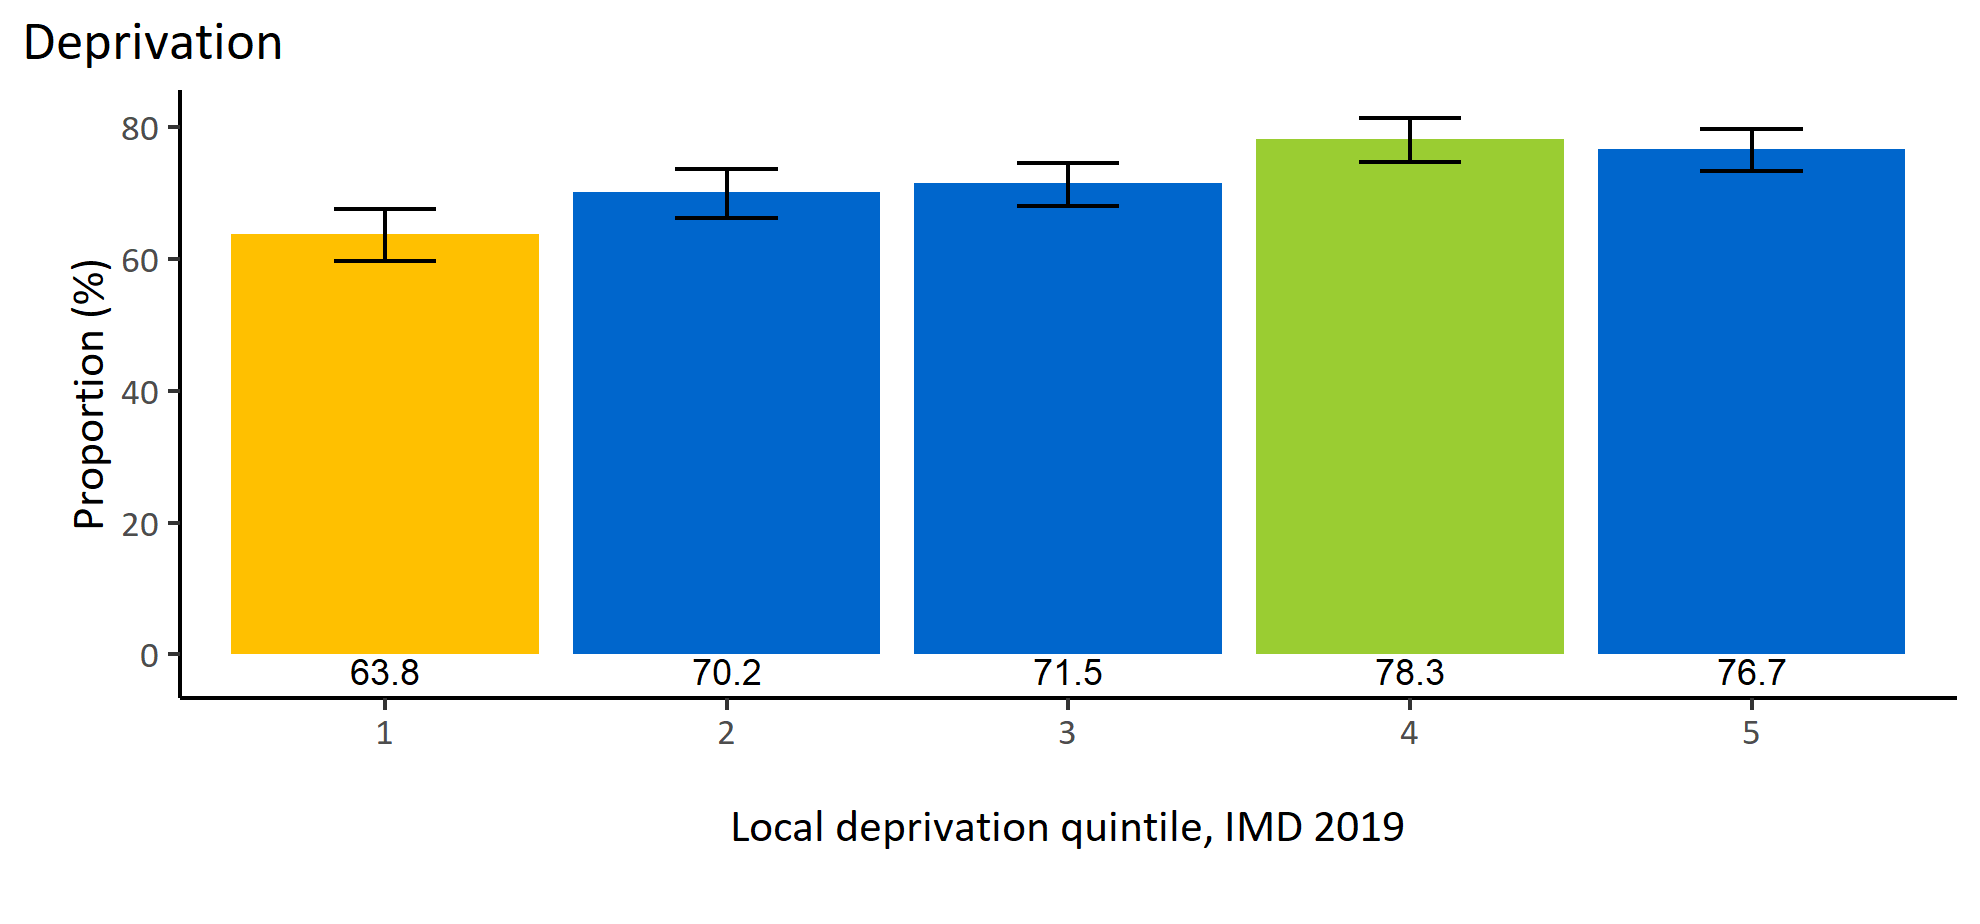 Deprivation
Proportion (%)
80
60
40
20
0
63.8 70.2 71.5 78.3 76.7
1 2 3 4 5
Local deprivation quintile, IMD 2019